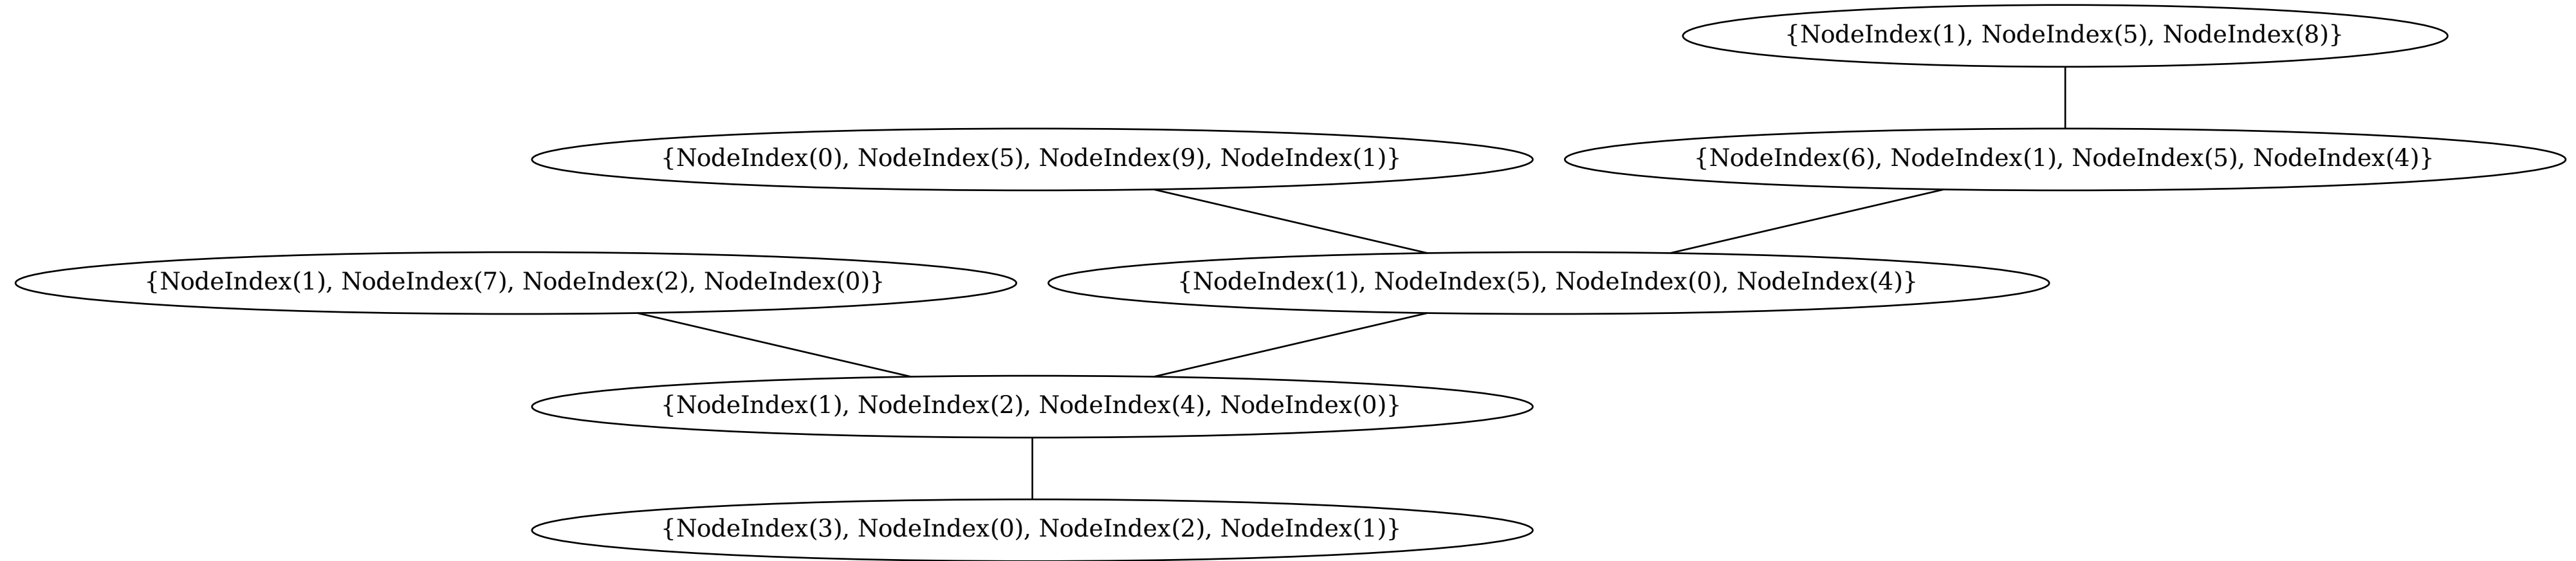 {NodeIndex(1), NodeIndex(5), NodeIndex(8)}
{NodeIndex(0), NodeIndex(5), NodeIndex(9), NodeIndex(1)}
{NodeIndex(6), NodeIndex(1), NodeIndex(5), NodeIndex(4)}
{NodeIndex(1), NodeIndex(7), NodeIndex(2), NodeIndex(0)}
{NodeIndex(1), NodeIndex(5), NodeIndex(0), NodeIndex(4)}
{NodeIndex(1), NodeIndex(2), NodeIndex(4), NodeIndex(0)}
{NodeIndex(3), NodeIndex(0), NodeIndex(2), NodeIndex(1)}